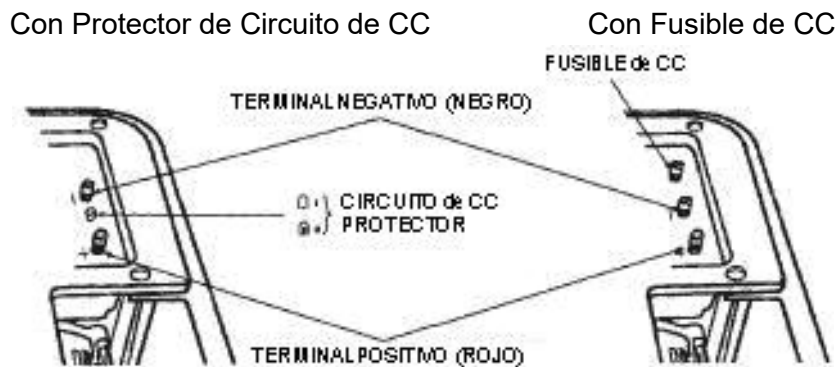 Con Protector de Circuito de CC
Con Fusible de CC
FUSIBLE de CC
TERMINAL NEGATIVO (NEGRO)
CIRCUITO de CC
PROTECTOR
TERMINAL POSITIVO (ROJO)